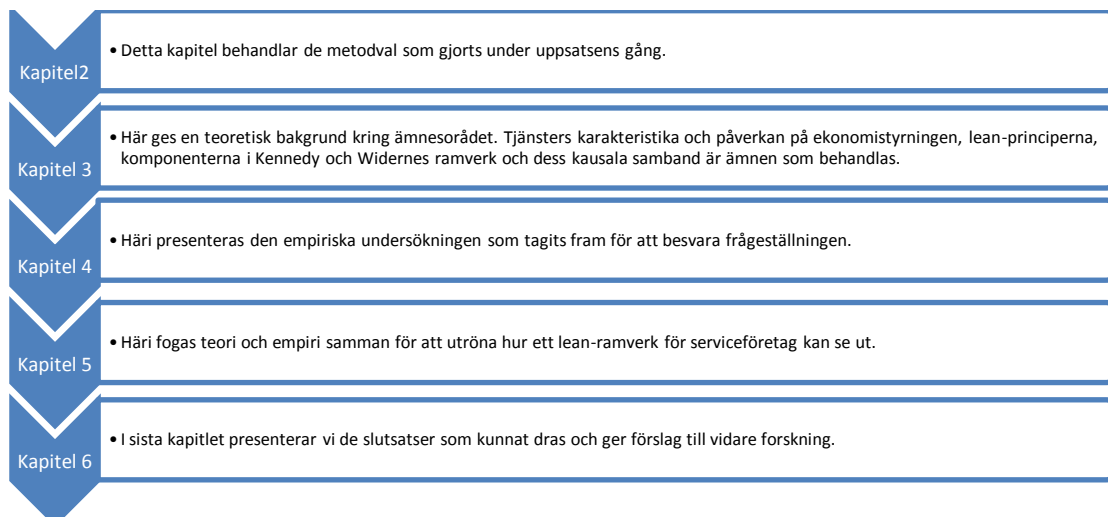 Kapitel2
• Detta kapitel behandlar de metodval som gjorts under uppsatsens gång.
Kapitel 3
• Här ges en teoretisk bakgrund kring ämnesorådet. Tjänsters karakteristika och påverkan på ekonomistyrningen, lean-principerna,
komponenterna i Kennedy och Widernes ramverk och dess kausala samband är ämnen som behandlas.
Kapitel 4
• Häri presenteras den empiriska undersökningen som tagits fram för att besvara frågeställningen.
Kapitel 5
• Häri fogas teori och empiri samman för att utröna hur ett lean-ramverk för serviceföretag kan se ut.
Kapitel 6
• I sista kapitlet presenterar vi de slutsatser som kunnat dras och ger förslag till vidare forskning.